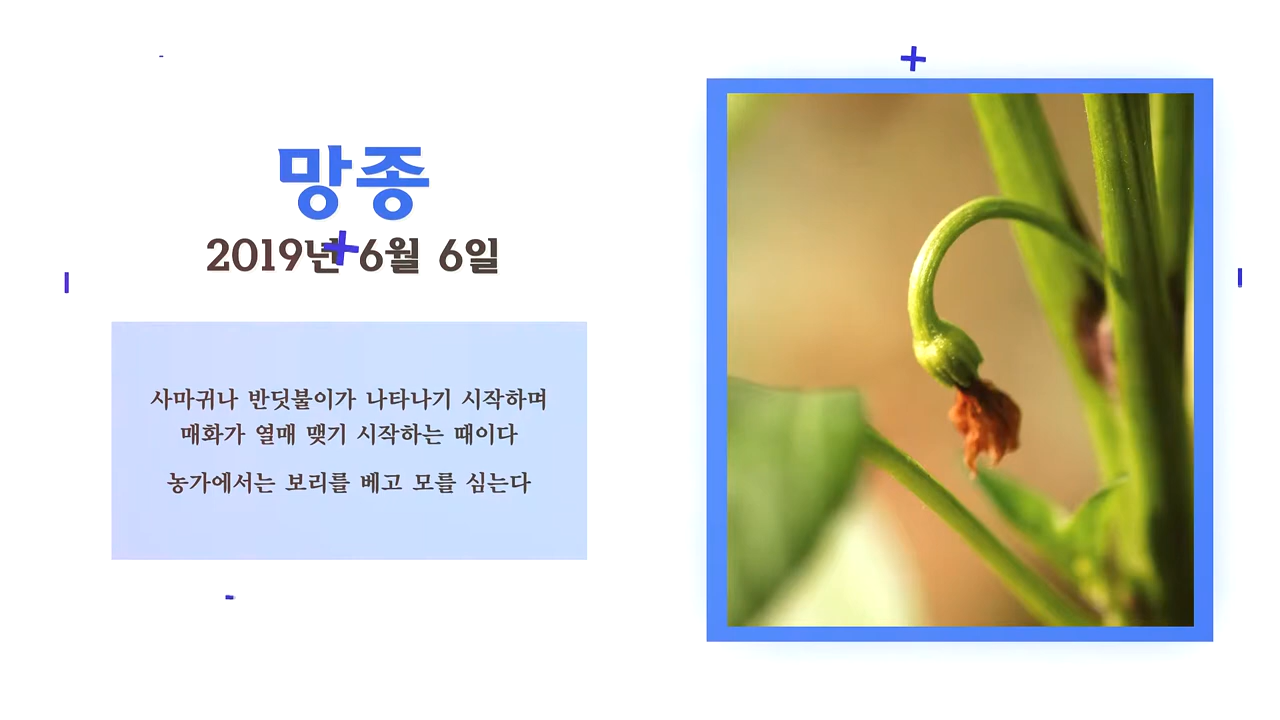 망종
2019년 6월 6일
사마귀나 반딧불이가 나타나기 시작하며
매화가 열매 맺기 시작하는 때이다
농가에서는 보리를 베고 모를 심는다